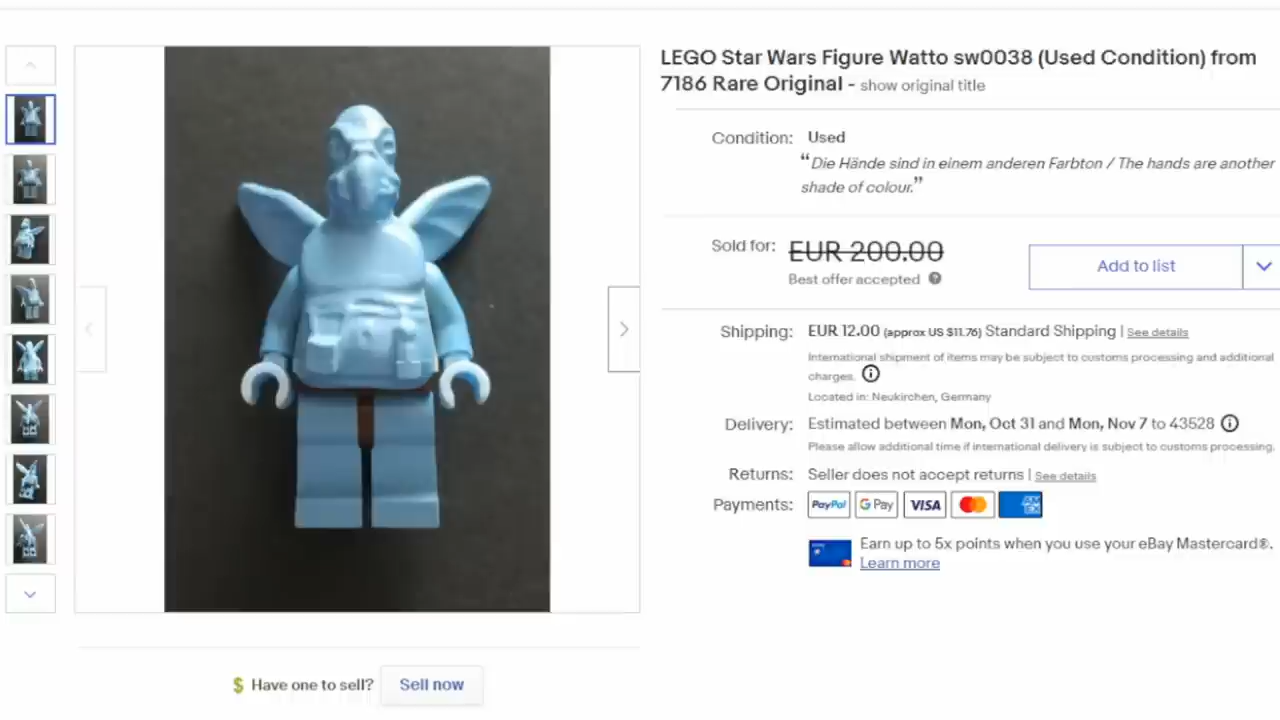 LEGO Star Wars Figure Watto sw0038 (Used Condition) from
7186 Rare Original - show original title
Condition: Used
“Die Hände sind in einem anderen Farbton / The hands are another
shade of colour.”
Sold for: EUR 200.00
Best offer accepted
Add to list
Shipping: EUR 12.00 (approx US $11.76) Standard Shipping | See details
International shipment of items may be subject to customs processing and additional
charges.
Located in: Neukirchen, Germany
Delivery: Estimated between Mon, Oct 31 and Mon, Nov 7 to 43528
Please allow additional time if international delivery is subject to customs processing.
Returns: Seller does not accept returns | See details
Payments: PayPal G Pay VISA
Earn up to 5x points when you use your eBay Mastercard®.
Learn more
$ Have one to sell? Sell now